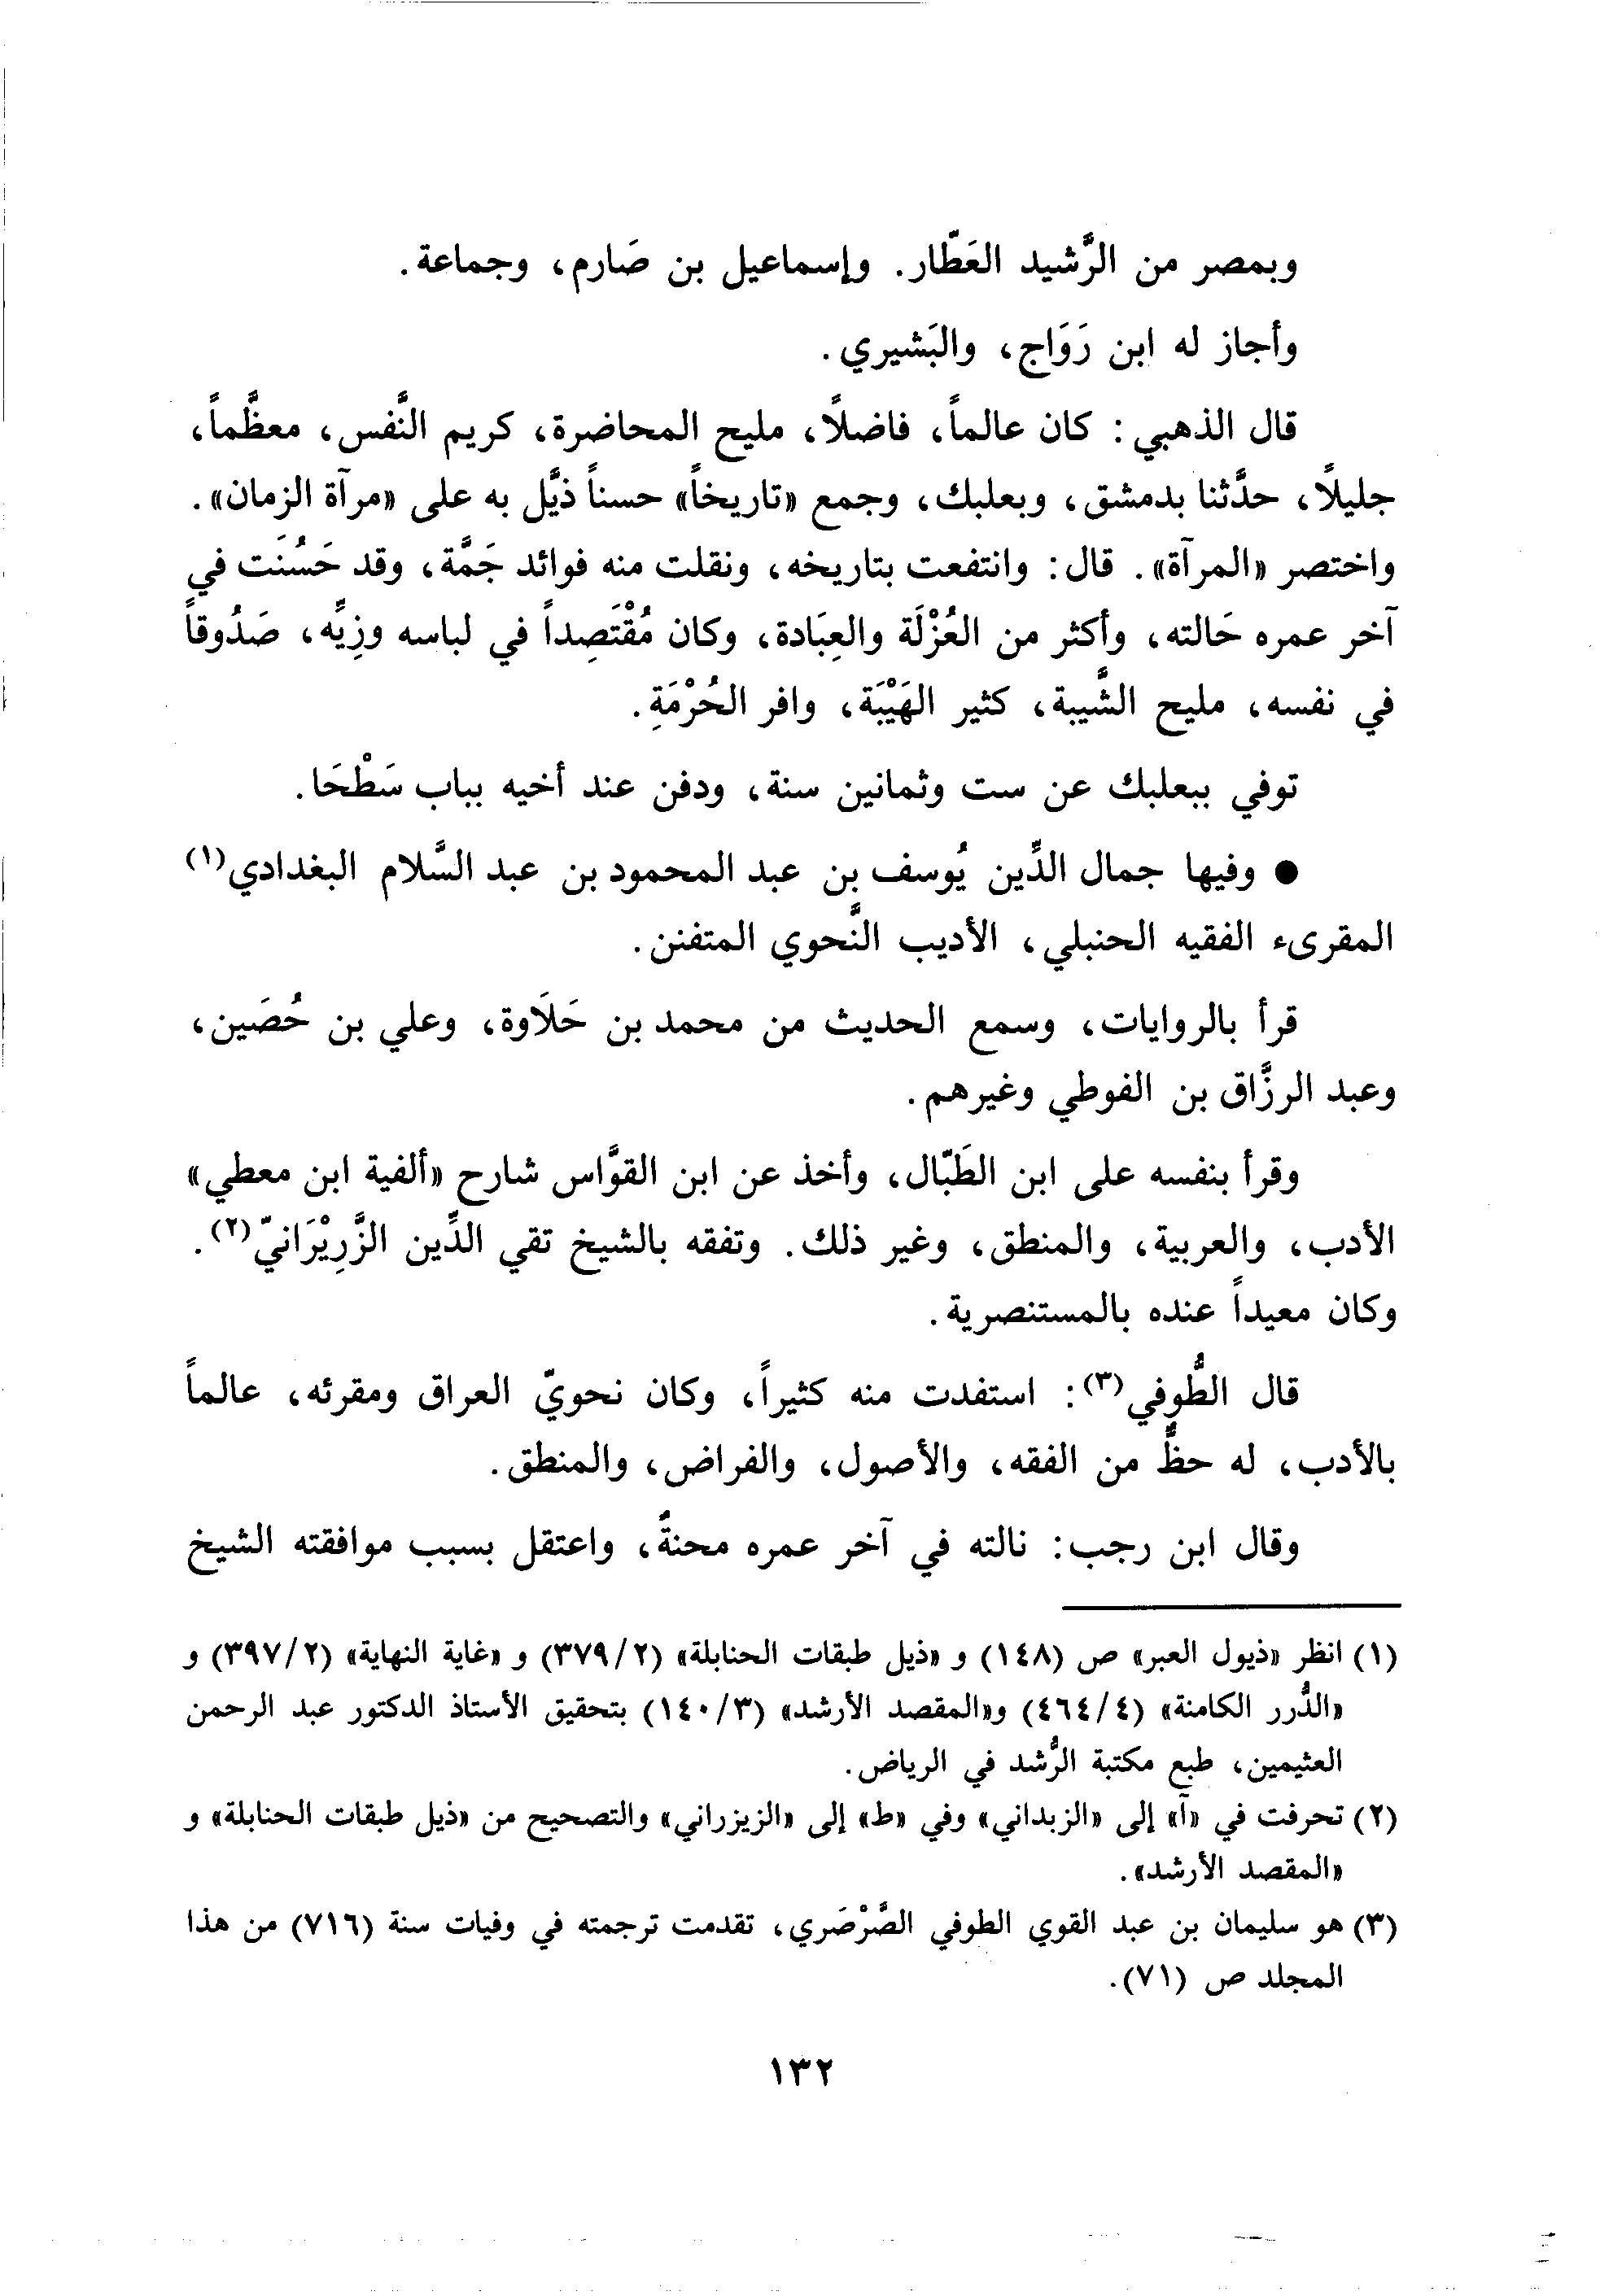 وبمصر من الرَّشيد العَطّار. وإسماعيل بن صَارم، وجماعة.
وأجاز له ابن رَوَاج، والبَشيري.
قال الذهبي: كان عالماً، فاضلاً، مليح المحاضرة، كريم النَّفس، معظَّماً،
جليلاً، حدَّثنا بدمشق، وبعلبك، وجمع «تاريخاً» حسناً ذيَّل به على «مرآة الزمان».
واختصر «المرآة». قال: وانتفعت بتاريخه، ونقلت منه فوائد جَمَّة، وقد حَسُنَت في
آخر عمره حَالته، وأكثر من العُزْلَة والعِبَادة، وكان مُقْتَصِداً في لباسه وزِيِّه، صَدُوقاً
في نفسه، مليح الشَّيبة، كثير الهَيْبَة، وافر الحُرْمَةِ.
توفي ببعلبك عن ست وثمانين سنة، ودفن عند أخيه بباب سَطْحَا.
● وفيها جمال الدِّين يُوسف بن عبد المحمود بن عبد السَّلام البغدادي(١)
المقرىء الفقيه الحنبلي، الأديب النَّحوي المتفنن.
قرأ بالروايات، وسمع الحديث من محمد بن حَلَاوة، وعلي بن حُصَين،
وعبد الرزَّاق بن الفوطي وغيرهم.
وقرأ بنفسه على ابن الطَبّال، وأخذ عن ابن القوَّاس شارح «ألفية ابن معطي»
الأدب، والعربية، والمنطق، وغير ذلك. وتفقه بالشيخ تقي الدِّين الزَّرِيْرَانيّ(٢).
وكان معيداً عنده بالمستنصرية.
قال الطُّوفي(٣): استفدت منه كثيراً، وكان نحويّ العراق ومقرئه، عالماً
بالأدب، له حظٌّ من الفقه، والأصول، والفراض، والمنطق.
وقال ابن رجب: نالته في آخر عمره محنةٌ، واعتقل بسبب موافقته الشيخ
(١) انظر «ذيول العبر» ص (١٤٨) و «ذيل طبقات الحنابلة» (٣٧٩/٢) و «غاية النهاية» (٣٩٧/٢) و
«الدُّرر الكامنة» (٤٦٤/٤) و«المقصد الأرشد» (١٤٠/٣) بتحقيق الأستاذ الدكتور عبد الرحمن
العثيمين، طبع مكتبة الرُّشد في الرياض.
(٢) تحرفت في «آ» إلى «الزبداني» وفي «ط» إلى «الزيزراني» والتصحيح من «ذيل طبقات الحنابلة» و
«المقصد الأرشد».
(٣) هو سليمان بن عبد القوي الطوفي الصَّرْصَري، تقدمت ترجمته في وفيات سنة (٧١٦) من هذا
المجلد ص (٧١).
١٣٢